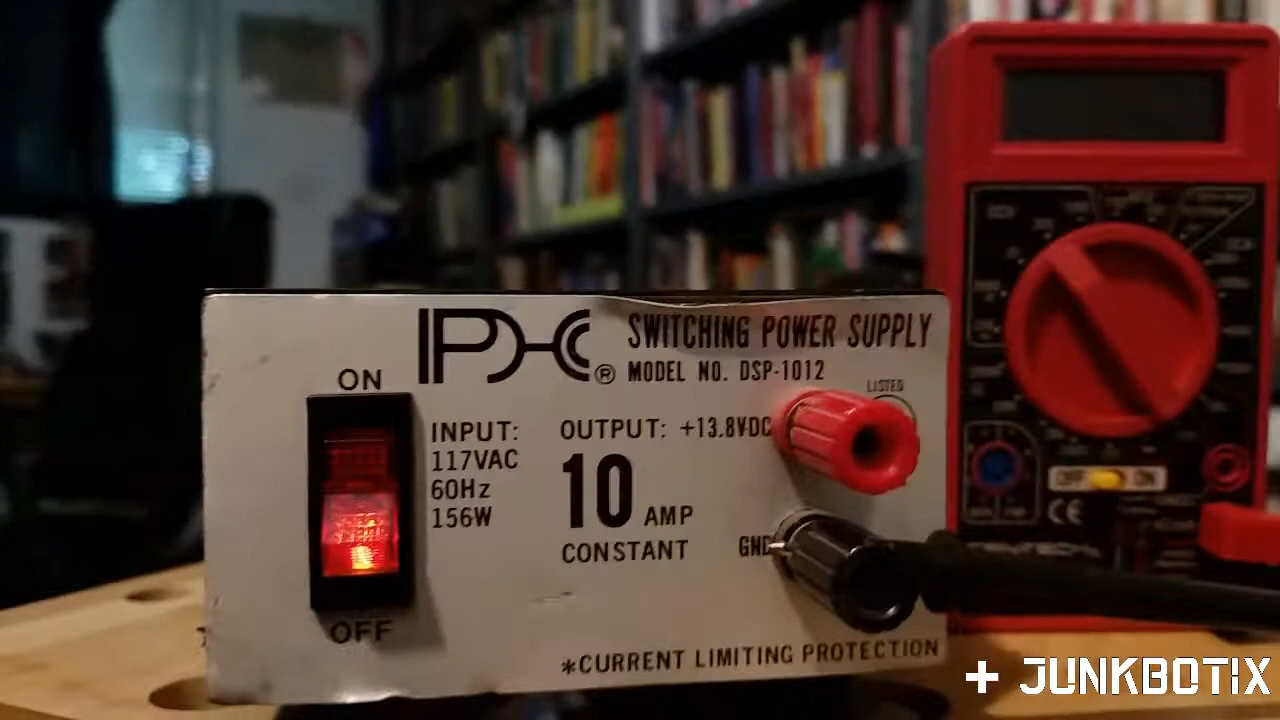 IPXC® SWITCHING POWER SUPPLY
MODEL NO. DSP-1012
LISTED
ON
INPUT:
117VAC
60Hz
156W
OUTPUT: +13.8VDC
10 AMP
CONSTANT
GND
OFF
*CURRENT LIMITING PROTECTION
OFF ON
CE
+ JUNKBOTIX